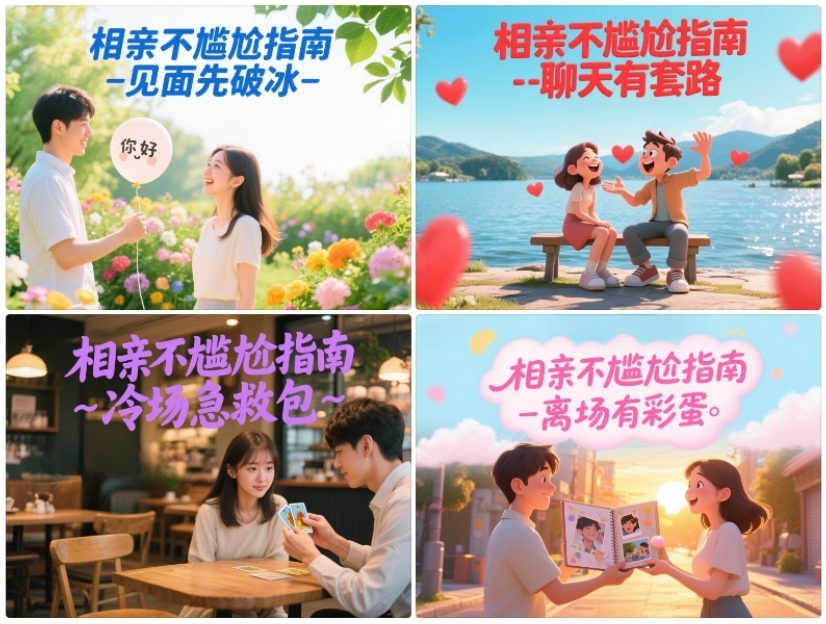 相亲不尴尬指南
-见面先破冰-
你好
相亲不尴尬指南
--聊天有套路
相亲不尴尬指南
~冷场急救包~
相亲不尴尬指南
-离场有彩蛋。